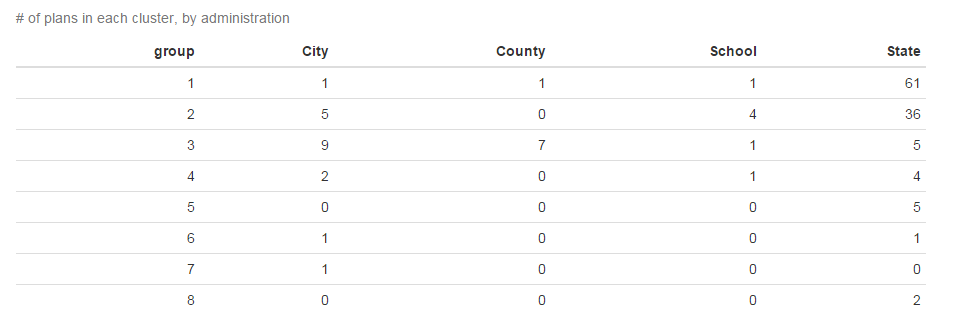 # of plans in each cluster, by administration
group City County School State
1 1 1 1 61
2 5 0 4 36
3 9 7 1 5
4 2 0 1 4
5 0 0 0 5
6 1 0 0 1
7 1 0 0 0
8 0 0 0 2